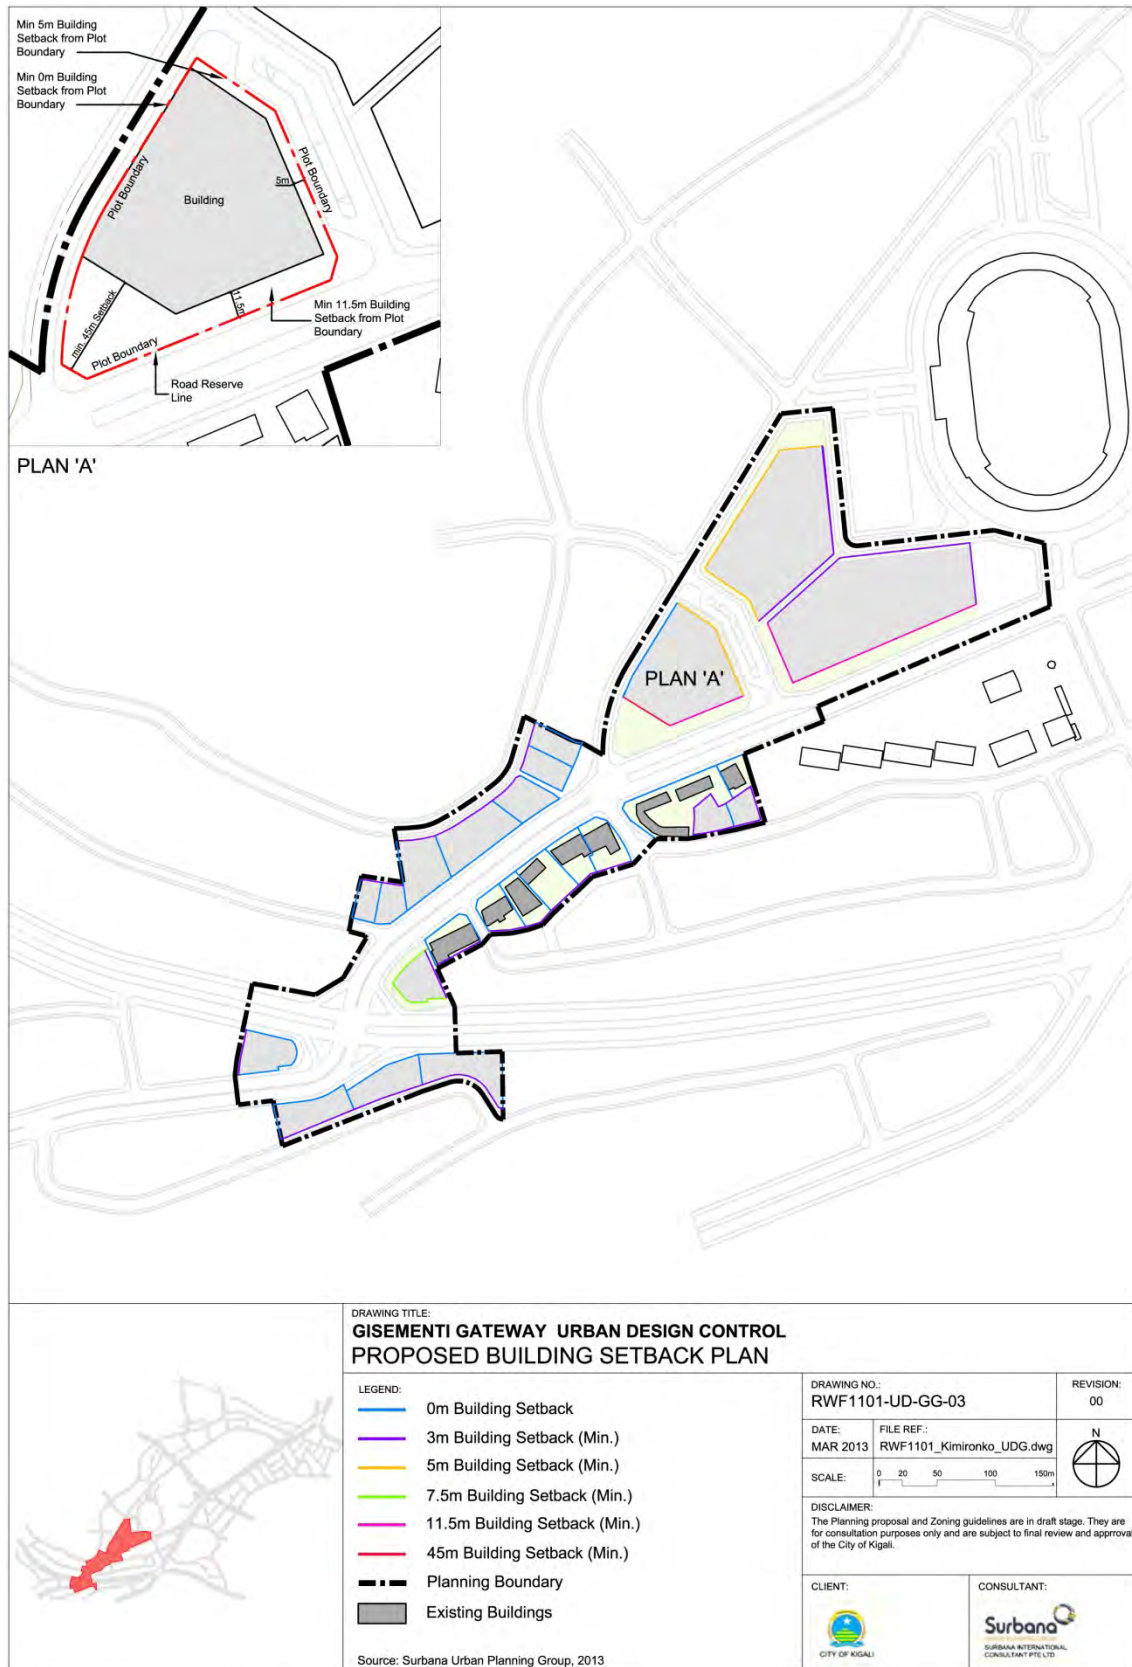 Min 5m Building
Setback from Plot
Boundary
Min 0m Building
Setback from Plot
Boundary
Plot Boundary
Plot Boundary
5m
Building
min. 45m Setback
11.5m
Min 11.5m Building
Setback from Plot
Boundary
Plot Boundary
Road Reserve
Line
PLAN 'A'
PLAN 'A'
DRAWING TITLE:
GISEMENTI GATEWAY URBAN DESIGN CONTROL
PROPOSED BUILDING SETBACK PLAN
LEGEND:
0m Building Setback
3m Building Setback (Min.)
5m Building Setback (Min.)
7.5m Building Setback (Min.)
11.5m Building Setback (Min.)
45m Building Setback (Min.)
Planning Boundary
Existing Buildings
Source: Surbana Urban Planning Group, 2013
DRAWING NO.:
RWF1101-UD-GG-03
REVISION:
00
DATE:
MAR 2013
FILE REF.:
RWF1101_Kimironko_UDG.dwg
N
SCALE:
0 20 50 100 150m
DISCLAIMER:
The Planning proposal and Zoning guidelines are in draft stage. They are
for consultation purposes only and are subject to final review and approval
of the City of Kigali.
CLIENT:
CITY OF KIGALI
CONSULTANT:
Surbana
SURBANA INTERNATIONAL
CONSULTANT PTE LTD